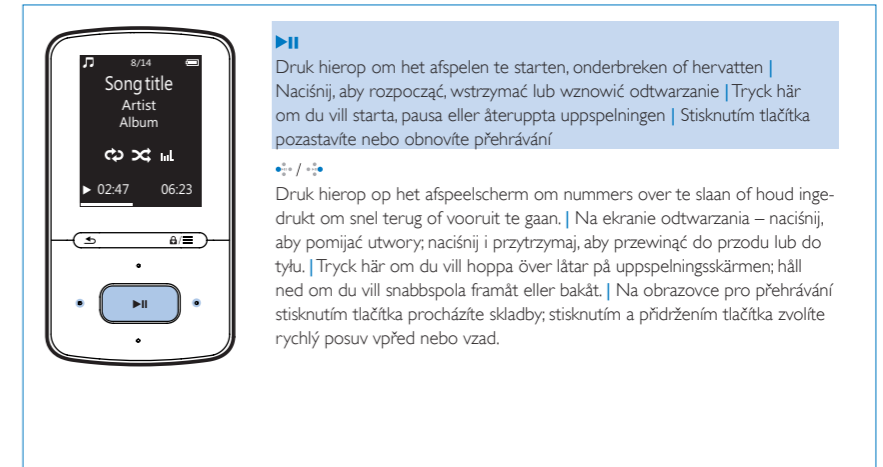 8/14
Song title
Artist
Album
02:47 06:23
Druk hierop om het afspelen te starten, onderbreken of hervatten |
Naciśnij, aby rozpocząć, wstrzymać lub wznowić odtwarzanie | Tryck här
om du vill starta, pausa eller återuppta uppspelningen | Stisknutím tlačítka
pozastavíte nebo obnovíte přehrávání
/
Druk hierop op het afspeelscherm om nummers over te slaan of houd inge-
drukt om snel terug of vooruit te gaan. | Na ekranie odtwarzania – naciśnij,
aby pomijać utwory; naciśnij i przytrzymaj, aby przewinąć do przodu lub do
tyłu. | Tryck här om du vill hoppa över låtar på uppspelningsskärmen; håll
ned om du vill snabbspola framåt eller bakåt. | Na obrazovce pro přehrávání
stisknutím tlačítka procházíte skladby; stisknutím a přidržením tlačítka zvolíte
rychlý posuv vpřed nebo vzad.